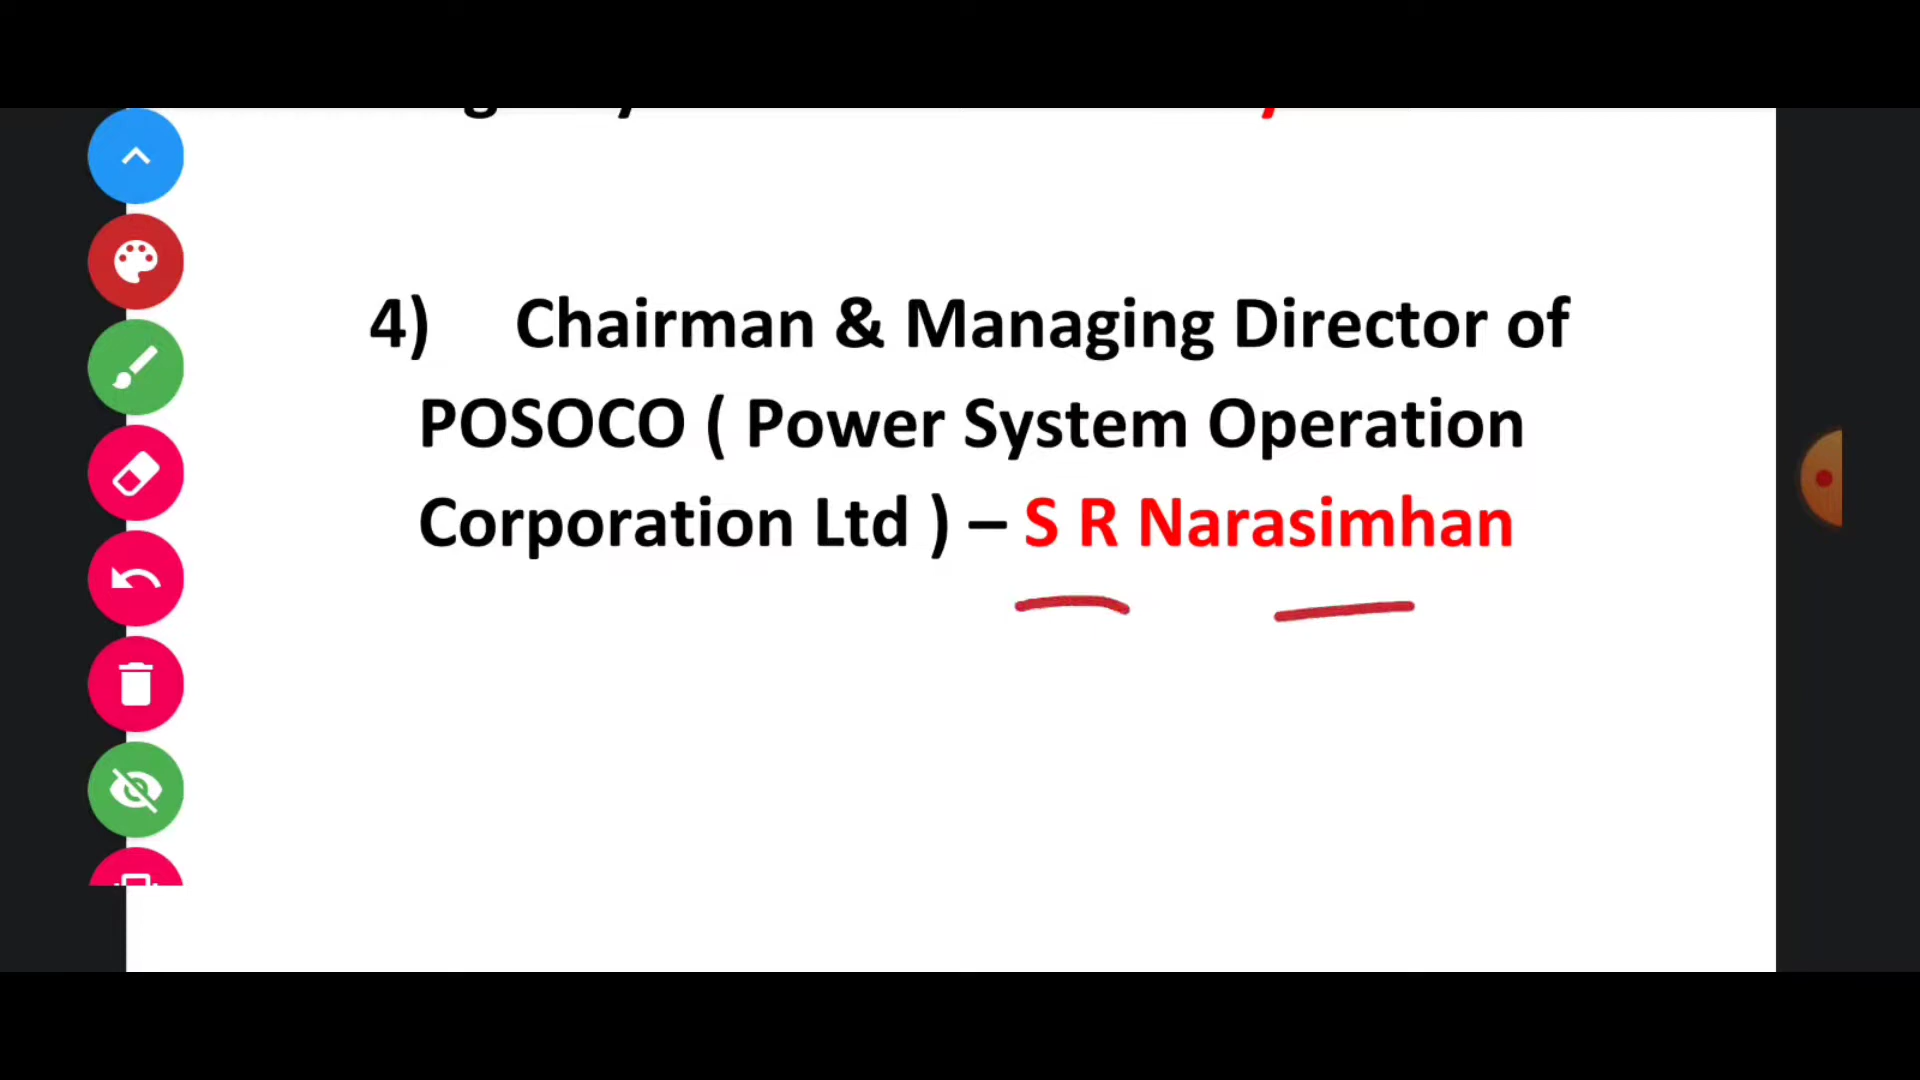 4) Chairman & Managing Director of
POSOCO ( Power System Operation
Corporation Ltd ) – S R Narasimhan